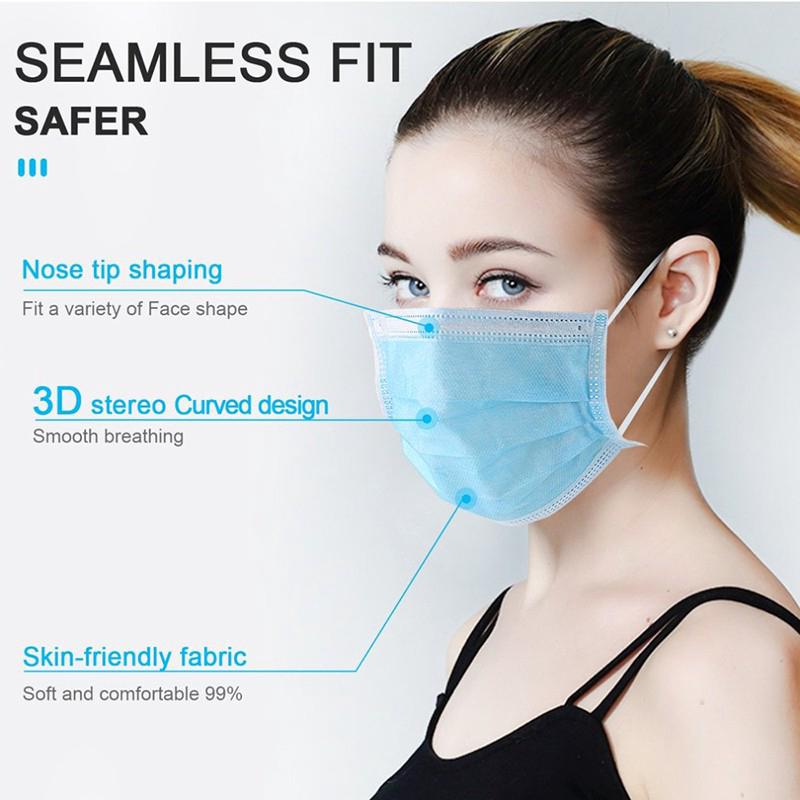 SEAMLESS FIT
SAFER
Nose tip shaping
Fit a variety of Face shape
3D stereo Curved design
Smooth breathing
Skin-friendly fabric
Soft and comfortable 99%